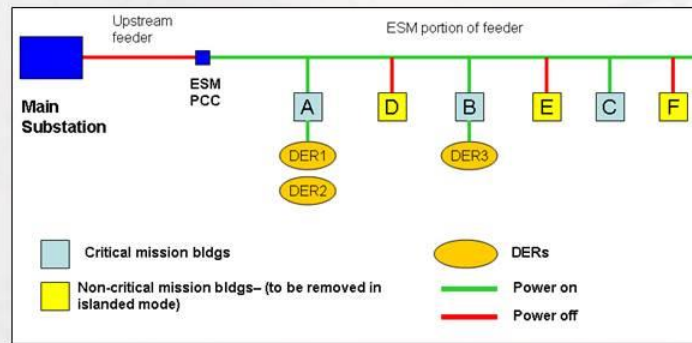 Upstream
feeder
ESM portion of feeder
ESM
PCC
Main
Substation
A
D
B
E
C
F
DER1
DER3
DER2
Critical mission bldgs
DERs
Non-critical mission bldgs– (to be removed in
islanded mode)
Power on
Power off